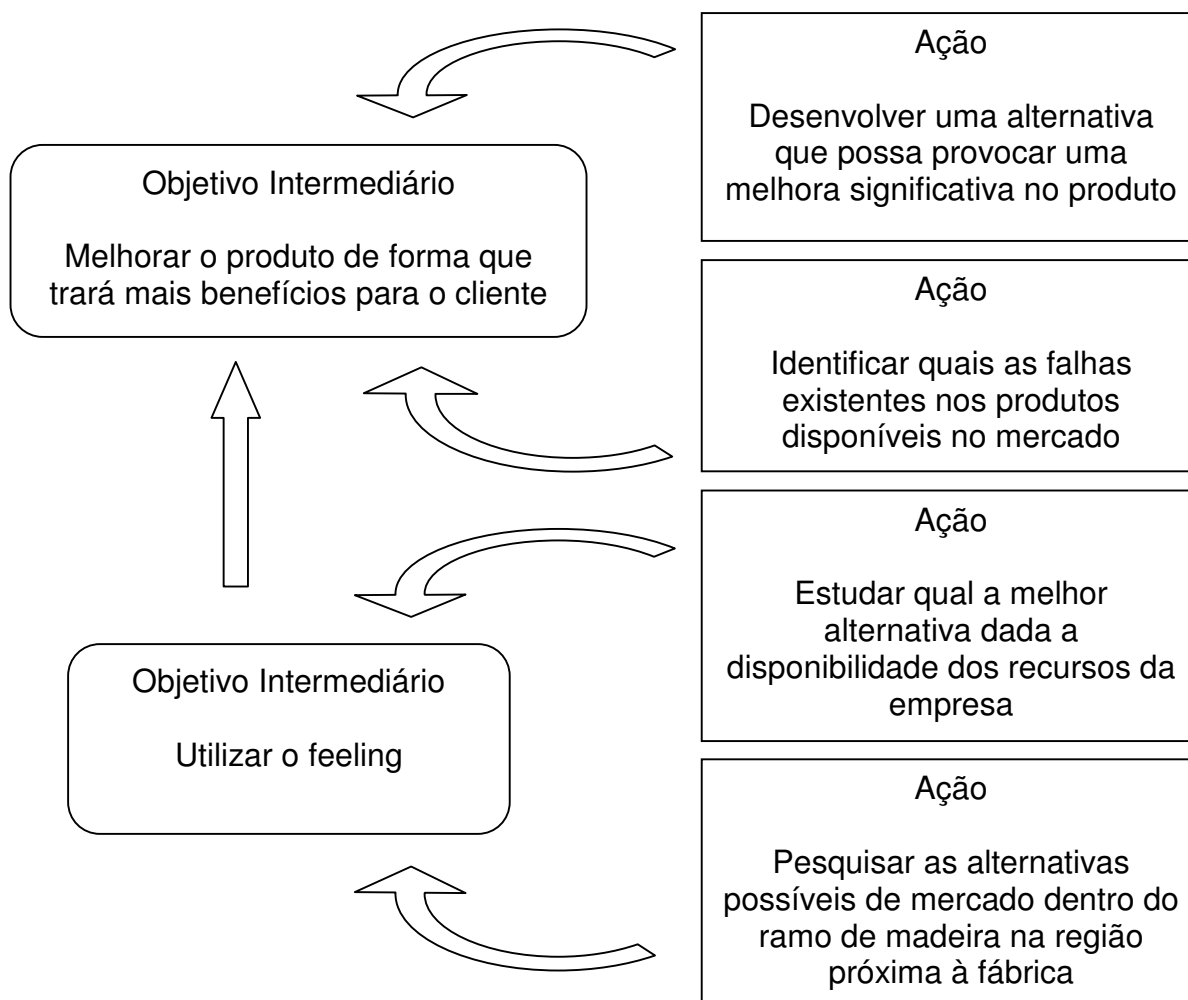 Ação
Desenvolver uma alternativa
que possa provocar uma
melhora significativa no produto
Objetivo Intermediário
Melhorar o produto de forma que
trará mais benefícios para o cliente
Ação
Identificar quais as falhas
existentes nos produtos
disponíveis no mercado
Ação
Estudar qual a melhor
alternativa dada a
disponibilidade dos recursos da
empresa
Objetivo Intermediário
Utilizar o feeling
Ação
Pesquisar as alternativas
possíveis de mercado dentro do
ramo de madeira na região
próxima à fábrica